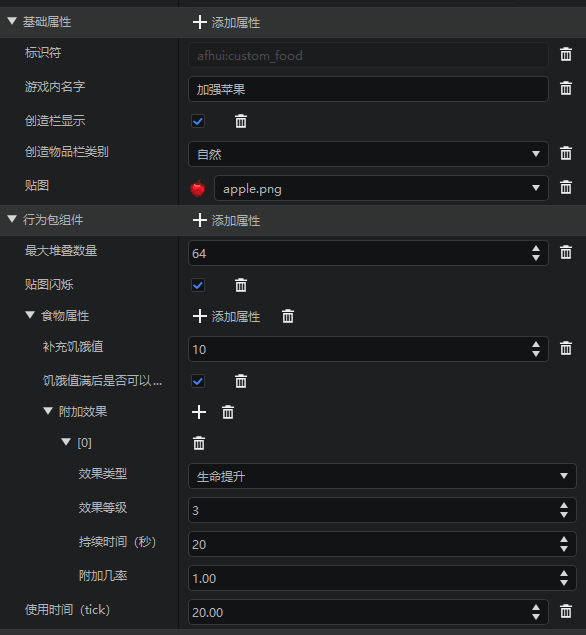 基础属性 添加属性
标识符 afhui:custom_food
游戏内名字 加强苹果
创造栏显示
创造物品栏类别 自然
贴图 apple.png
行为包组件 添加属性
最大堆叠数量 64
贴图闪烁
食物属性 添加属性
补充饥饿值 10
饥饿值满后是否可以...
附加效果
[0]
效果类型 生命提升
效果等级 3
持续时间（秒） 20
附加几率 1.00
使用时间（tick） 20.00